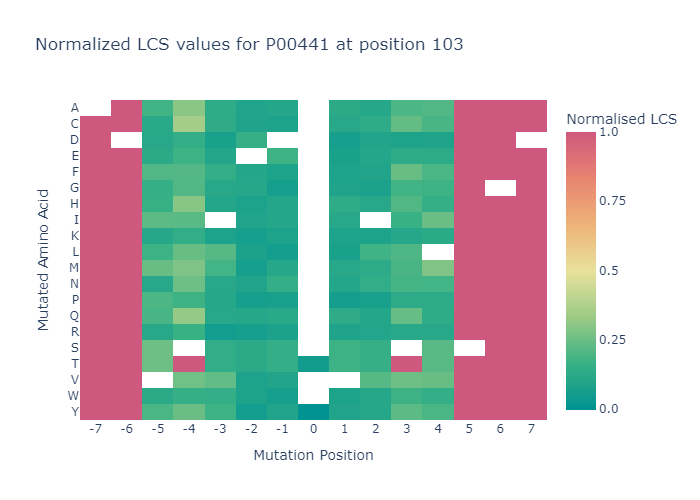 Normalized LCS values for P00441 at position 103
Normalised LCS
Mutated Amino Acid
A
C
D
E
F
G
H
I
K
L
M
N
P
Q
R
S
T
V
W
Y
1.0
0.75
0.5
0.25
0.0
-7 -6 -5 -4 -3 -2 -1 0 1 2 3 4 5 6 7
Mutation Position